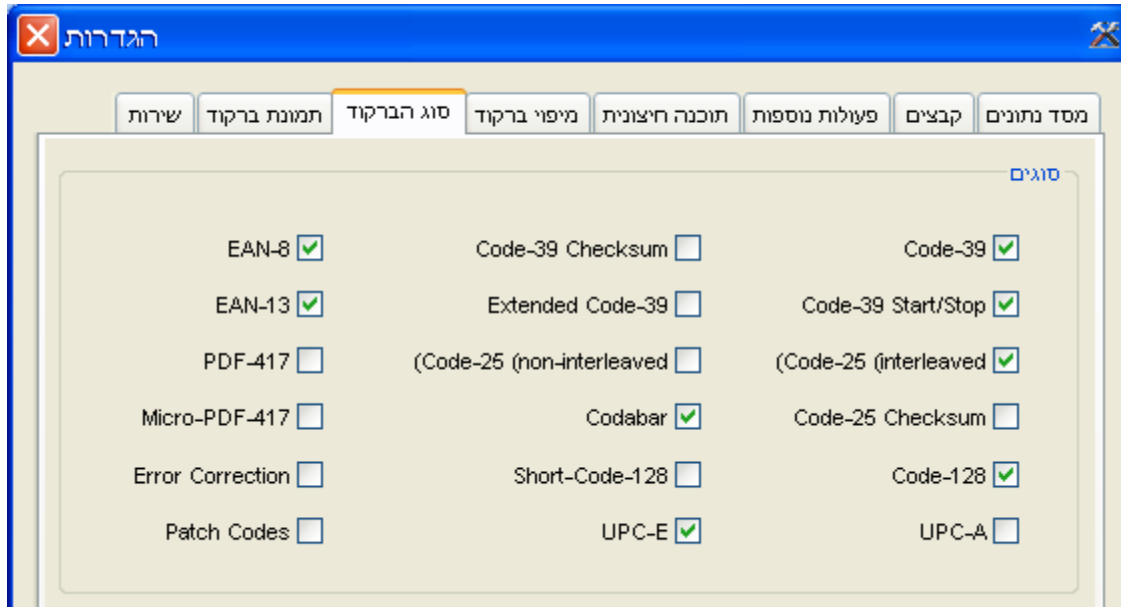 הגדרות
מסד נתונים קבצים פעולות נוספות תוכנה חיצונית מיפוי ברקוד סוג הברקוד תמונת ברקוד שירות
סוגים
Code-39 Code-39 Checksum EAN-8
Code-39 Start/Stop Extended Code-39 EAN-13
(Code-25 (interleaved (Code-25 (non-interleaved PDF-417
Code-25 Checksum Codabar Micro-PDF-417
Code-128 Short-Code-128 Error Correction
UPC-A UPC-E Patch Codes